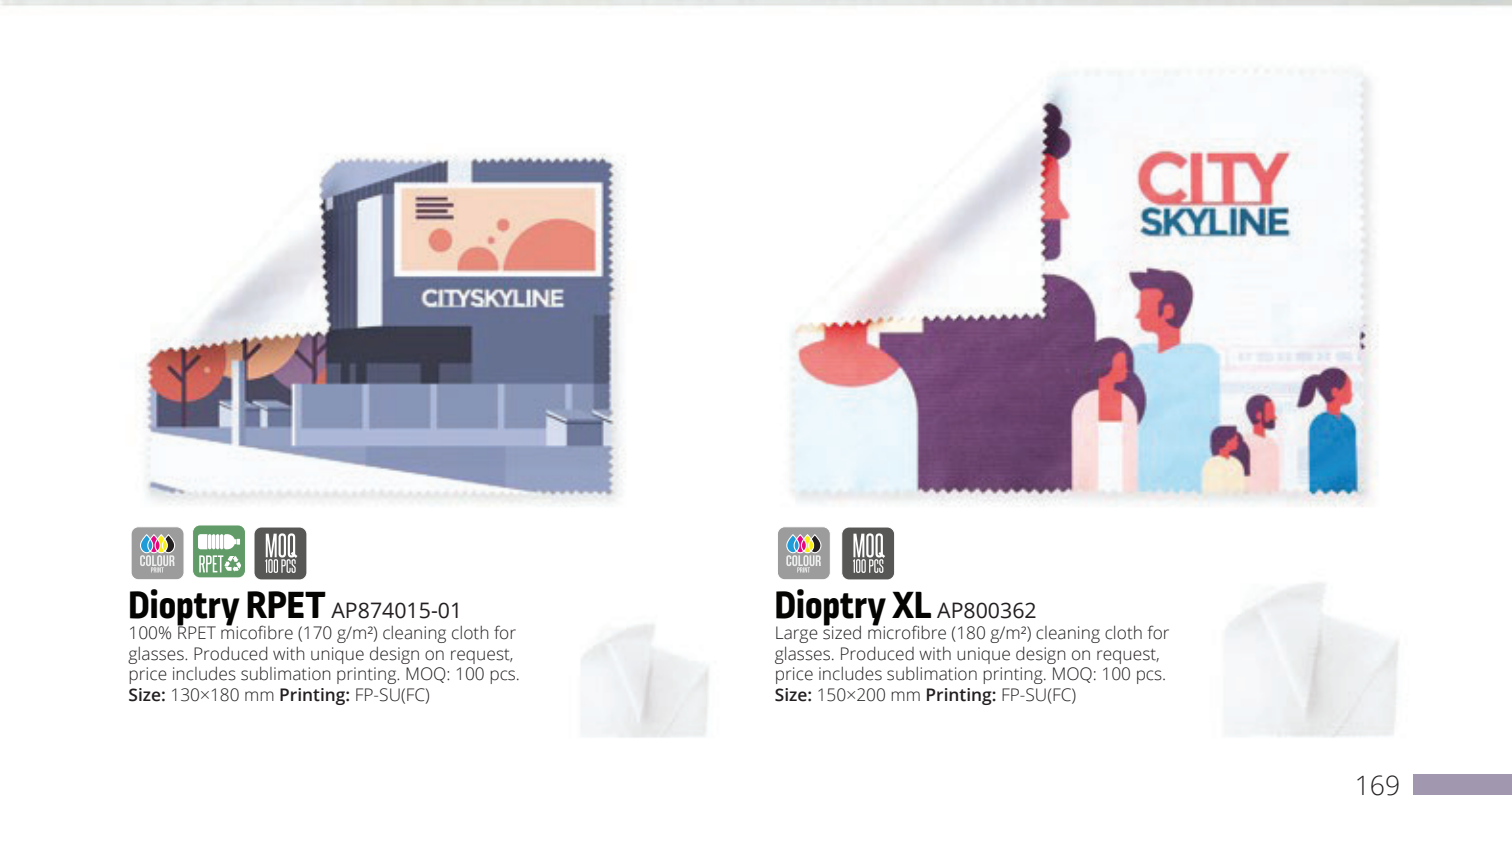 CITYSKYLINE
CITY
SKYLINE
COLOUR
PRINT
RPET
MOQ
100 PCS
Dioptry RPET AP874015-01
100% RPET micofibre (170 g/m²) cleaning cloth for
glasses. Produced with unique design on request,
price includes sublimation printing. MOQ: 100 pcs.
Size: 130×180 mm Printing: FP-SU(FC)
COLOUR
PRINT
MOQ
100 PCS
Dioptry XL AP800362
Large sized microfibre (180 g/m²) cleaning cloth for
glasses. Produced with unique design on request,
price includes sublimation printing. MOQ: 100 pcs.
Size: 150×200 mm Printing: FP-SU(FC)
169